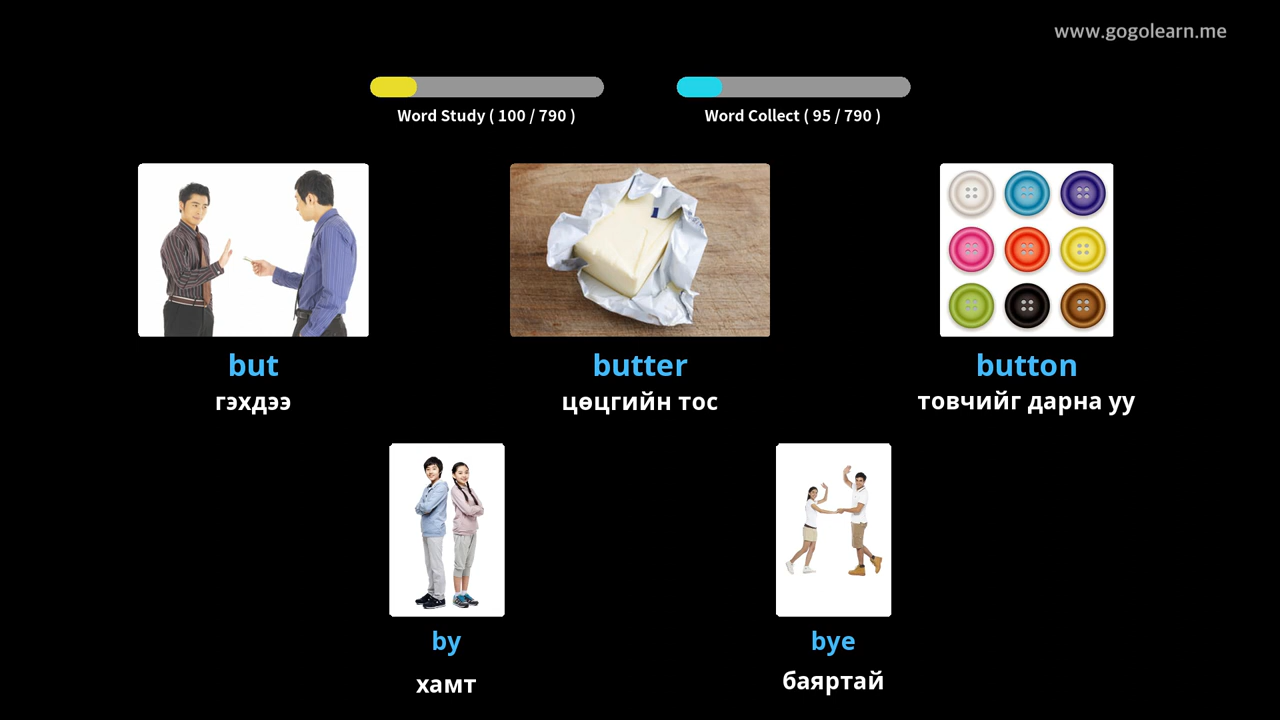 www.gogolearn.me
Word Study ( 100 / 790 )
Word Collect ( 95 / 790 )
but
гэхдээ
butter
цөцгийн тос
button
товчийг дарна уу
by
хамт
bye
баяртай